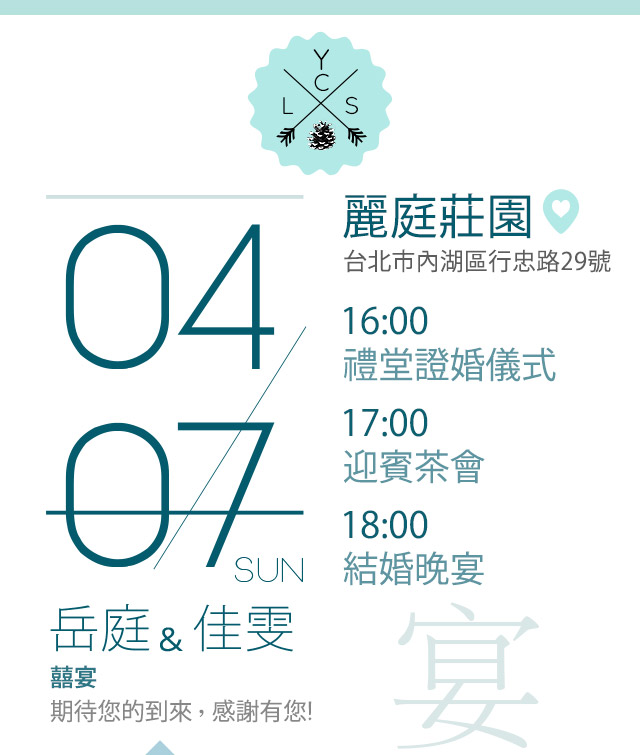 Y
C
L S
04
07
SUN
岳庭 & 佳雯
囍宴
期待您的到來，感謝有您!
麗庭莊園
台北市內湖區行忠路29號
16:00
禮堂證婚儀式
17:00
迎賓茶會
18:00
結婚晚宴
宴